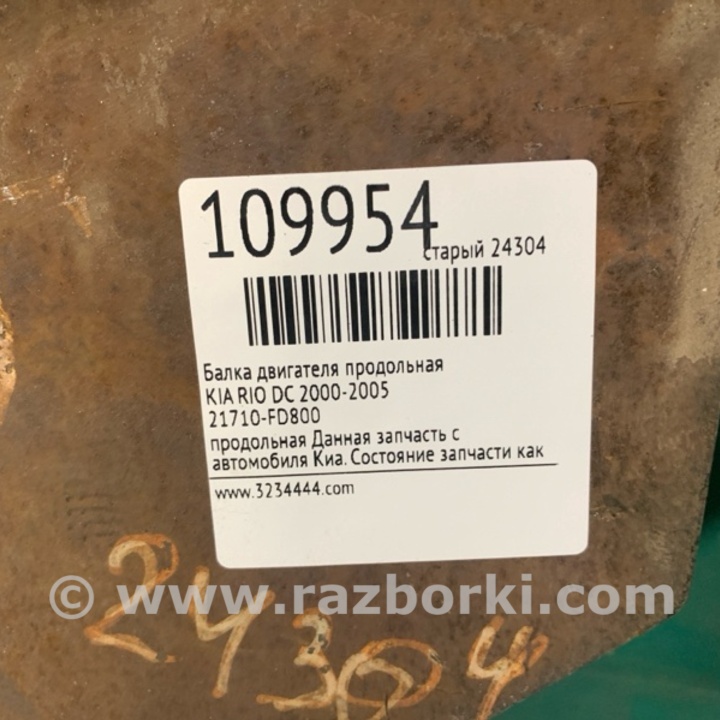 109954
старый 24304
Балка двигателя продольная
KIA RIO DC 2000-2005
21710-FD800
продольная Данная запчасть с
автомобиля Киа. Состояние запчасти как
www.3234444.com
© www.razborki.com
24304